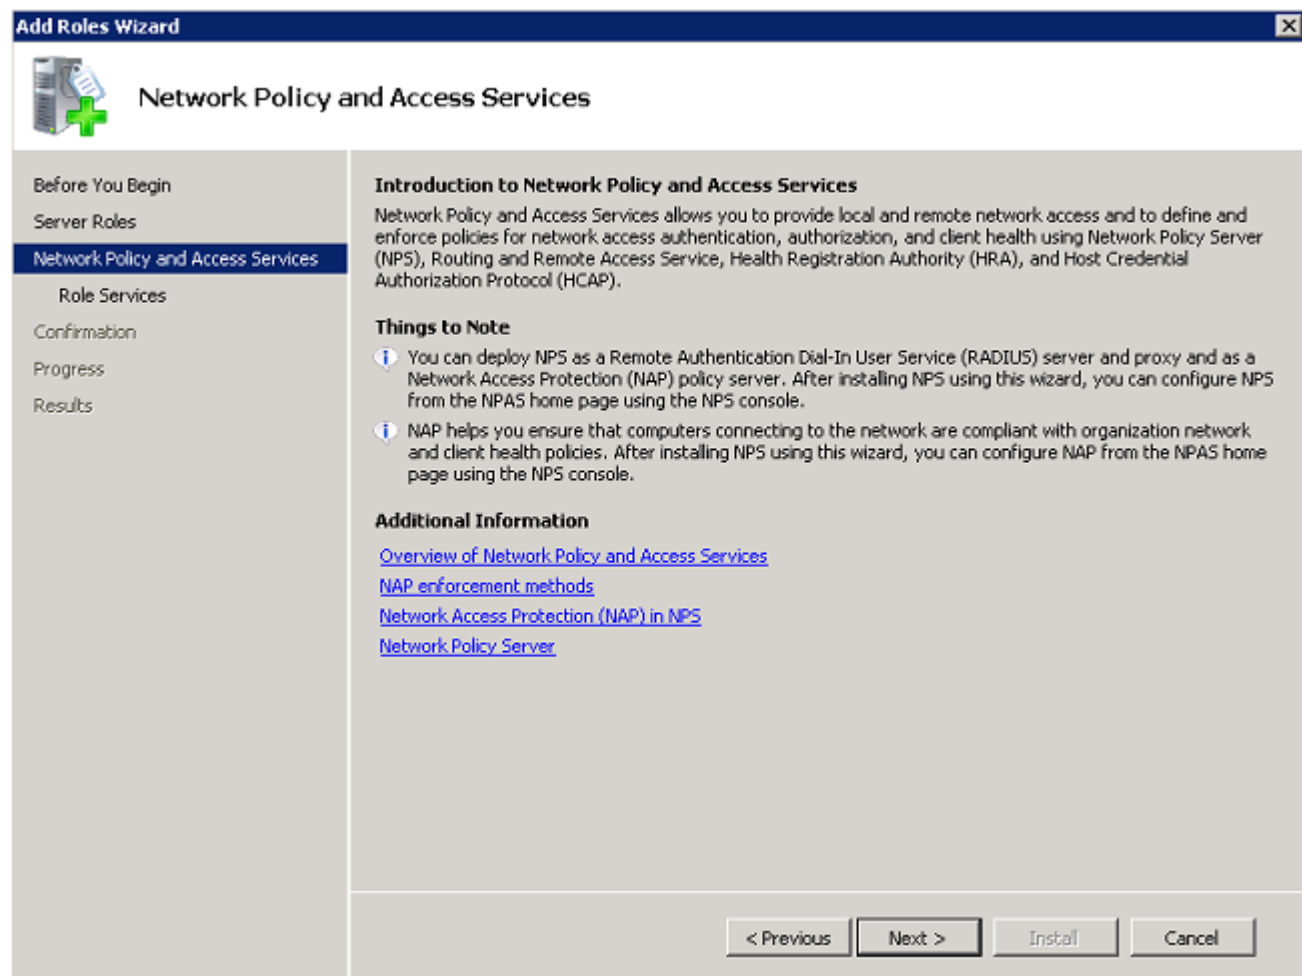 Add Roles Wizard
Network Policy and Access Services
Before You Begin
Server Roles
Network Policy and Access Services
Role Services
Confirmation
Progress
Results
Introduction to Network Policy and Access Services
Network Policy and Access Services allows you to provide local and remote network access and to define and
enforce policies for network access authentication, authorization, and client health using Network Policy Server
(NPS), Routing and Remote Access Service, Health Registration Authority (HRA), and Host Credential
Authorization Protocol (HCAP).
Things to Note
You can deploy NPS as a Remote Authentication Dial-In User Service (RADIUS) server and proxy and as a
Network Access Protection (NAP) policy server. After installing NPS using this wizard, you can configure NPS
from the NPAS home page using the NPS console.
NAP helps you ensure that computers connecting to the network are compliant with organization network
and client health policies. After installing NPS using this wizard, you can configure NAP from the NPAS home
page using the NPS console.
Additional Information
Overview of Network Policy and Access Services
NAP enforcement methods
Network Access Protection (NAP) in NPS
Network Policy Server
< Previous
Next >
Install
Cancel